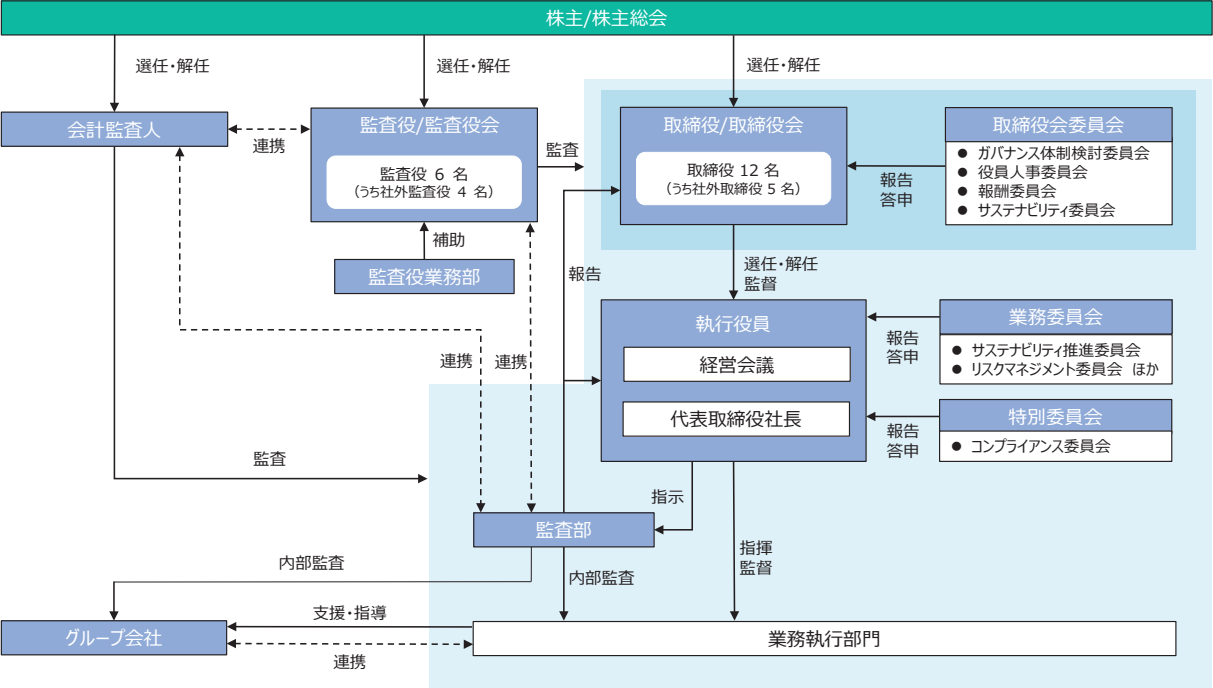 株主/株主総会
選任・解任
選任・解任
選任・解任
会計監査人
連携
監査役/監査役会
監査役 6 名
（うち社外監査役 4 名）
監査
取締役/取締役会
取締役 12 名
（うち社外取締役 5 名）
報告
答申
取締役会委員会
● ガバナンス体制検討委員会
● 役員人事委員会
● 報酬委員会
● サステナビリティ委員会
補助
監査役業務部
報告
選任・解任
監督
執行役員
経営会議
代表取締役社長
報告
答申
業務委員会
● サステナビリティ推進委員会
● リスクマネジメント委員会 ほか
報告
答申
特別委員会
● コンプライアンス委員会
連携
連携
監査
指示
監査部
指揮
監督
内部監査
内部監査
支援・指導
グループ会社
連携
業務執行部門